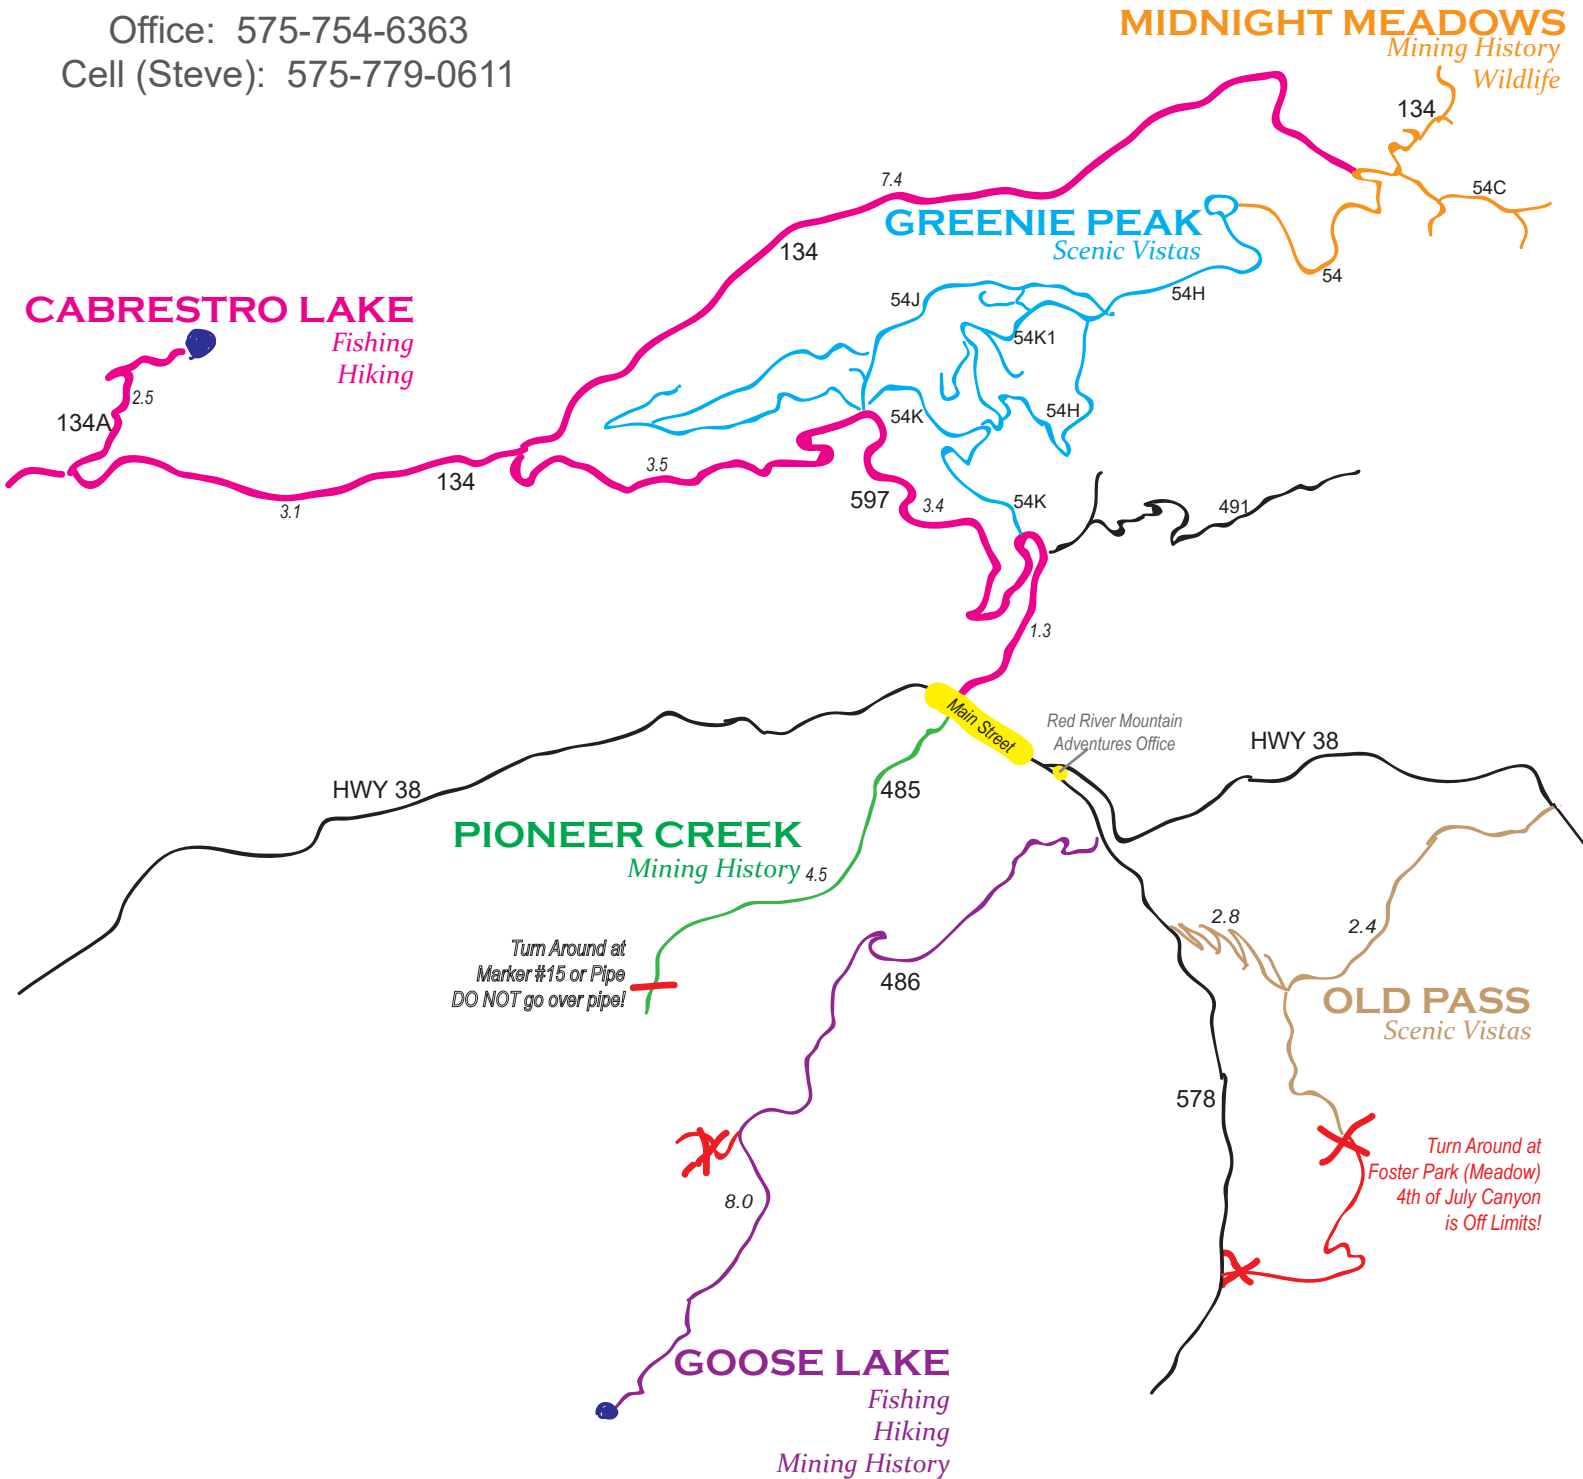 Office: 575-754-6363
Cell (Steve): 575-779-0611
MIDNIGHT MEADOWS
Mining History
Wildlife
134
54C
7.4
GREENIE PEAK
Scenic Vistas
134
54
54H
54J
54K1
CABRESTRO LAKE
Fishing
Hiking
2.5
134A
54K
54H
3.5
134
3.1
597
3.4
54K
491
1.3
Main Street
Red River Mountain
Adventures Office
HWY 38
HWY 38
485
PIONEER CREEK
Mining History
4.5
2.8
2.4
Turn Around at
Marker #15 or Pipe
DO NOT go over pipe!
486
OLD PASS
Scenic Vistas
578
Turn Around at
Foster Park (Meadow)
4th of July Canyon
is Off Limits!
8.0
GOOSE LAKE
Fishing
Hiking
Mining History